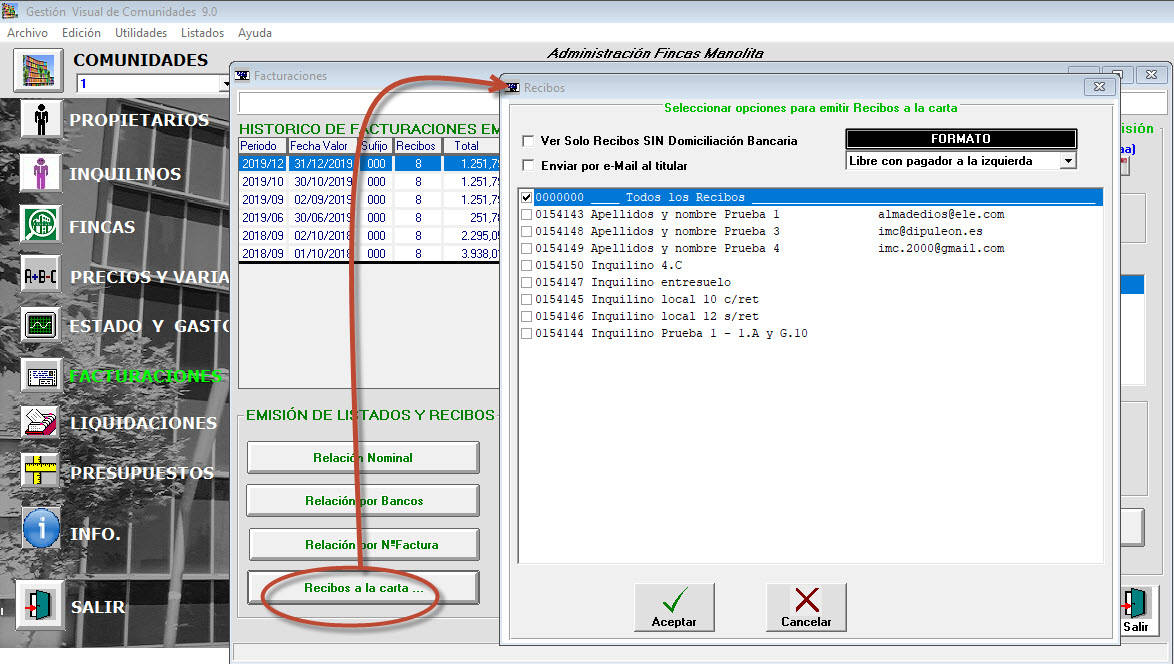 Gestión Visual de Comunidades 9.0
Archivo Edición Utilidades Listados Ayuda
Administración Fincas Manolita
COMUNIDADES
1
PROPIETARIOS
INQUILINOS
FINCAS
A+B-C
PRECIOS Y VARIA
ESTADO Y GASTO
FACTURACIONES
LIQUIDACIONES
PRESUPUESTOS
INFO.
SALIR
Facturaciones
HISTORICO DE FACTURACIONES EM
Periodo Fecha Valor Sufijo Recibos Total
2019/12 31/12/2019 000 8 1.251,79
2019/10 30/10/2019 000 8 1.251,79
2019/09 02/09/2019 000 8 1.251,79
2019/06 30/06/2019 000 8 251,78
2018/09 02/10/2018 000 8 2.295,09
2018/09 01/10/2018 000 8 3.938,01
EMISIÓN DE LISTADOS Y RECIBOS
Relación Nominal
Relación por Bancos
Relación por NºFactura
Recibos a la carta ...
Recibos
Seleccionar opciones para emitir Recibos a la carta
Ver Solo Recibos SIN Domiciliación Bancaria
Enviar por e-Mail al titular
FORMATO
Libre con pagador a la izquierda
0000000 ____ Todos los Recibos ____
0154143 Apellidos y nombre Prueba 1 almadedios@ele.com
0154148 Apellidos y nombre Prueba 3 imc@dipuleon.es
0154149 Apellidos y nombre Prueba 4 imc.2000@gmail.com
0154150 Inquilino 4.C
0154147 Inquilino entresuelo
0154145 Inquilino local 10 c/ret
0154146 Inquilino local 12 s/ret
0154144 Inquilino Prueba 1 - 1.A y G.10
Aceptar
Cancelar
isión
aa)
Salir